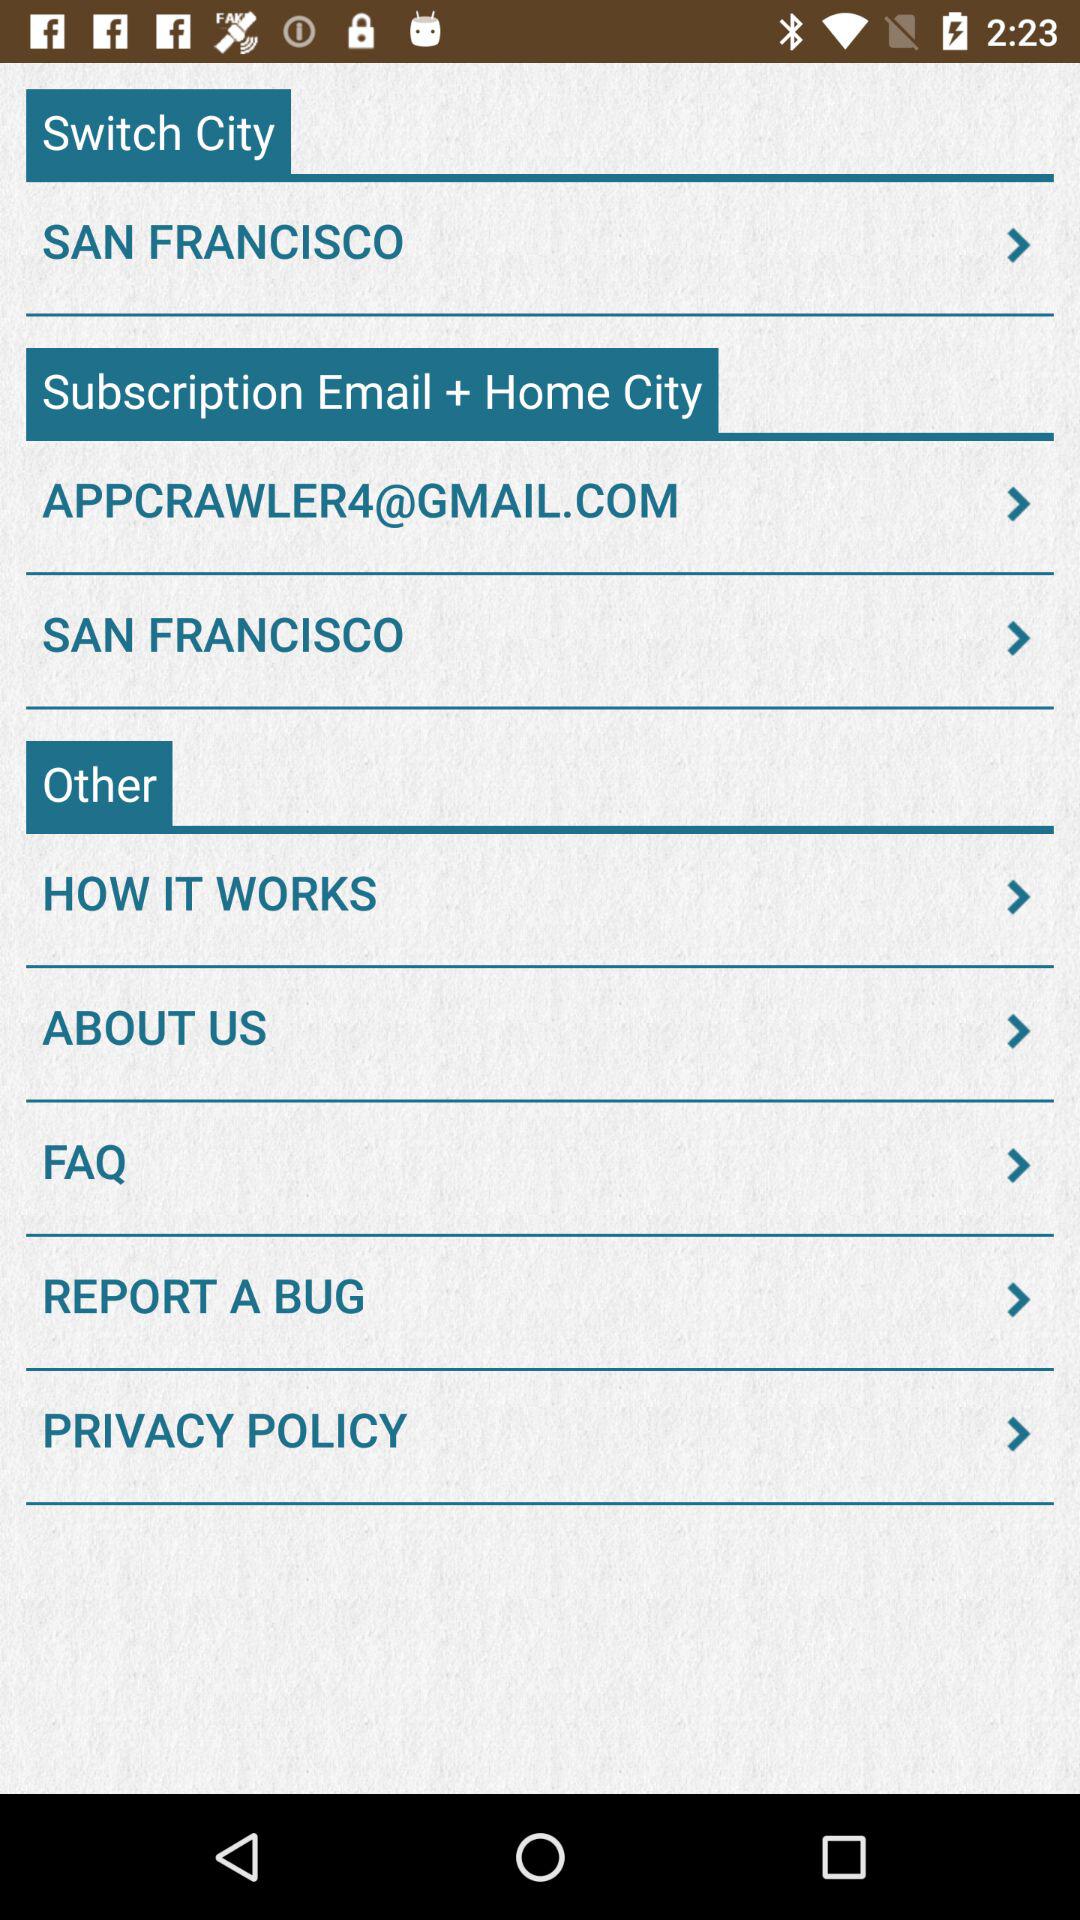 FAKE
2:23
Switch City
SAN FRANCISCO
Subscription Email + Home City
APPCRAWLER4@GMAIL.COM
SAN FRANCISCO
Other
HOW IT WORKS
ABOUT US
FAQ
REPORT A BUG
PRIVACY POLICY